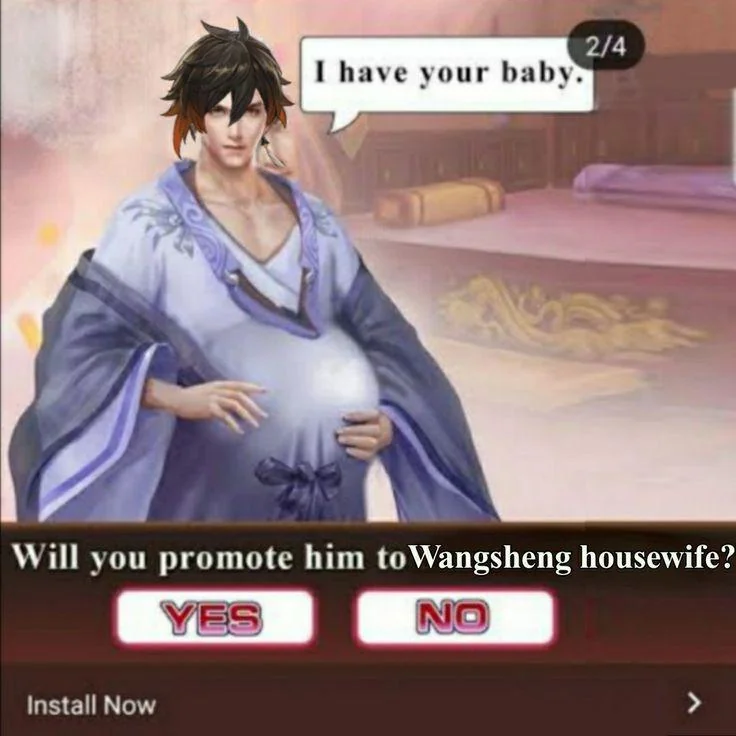 2/4
I have your baby.
Will you promote him to Wangsheng housewife?
YES NO
Install Now